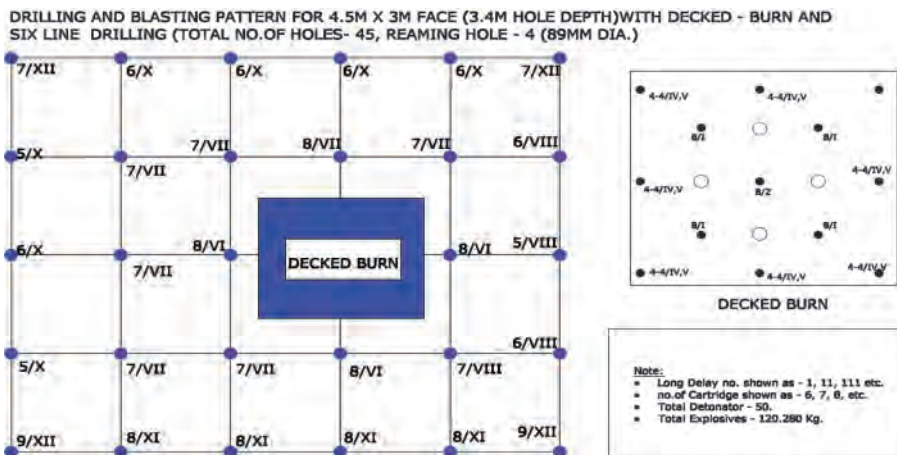 DRILLING AND BLASTING PATTERN FOR 4.5M X 3M FACE (3.4M HOLE DEPTH)WITH DECKED - BURN AND
SIX LINE DRILLING (TOTAL NO.OF HOLES- 45, REAMING HOLE - 4 (89MM DIA.)
7/XII 6/X 6/X 6/X 6/X 7/XII
5/X 7/VII 7/VII 8/VII 7/VII 6/VIII
6/X 7/VII 8/VI DECKED BURN 8/VI 5/VIII
5/X 7/VII 7/VII 8/VI 7/VIII 6/VIII
9/XII 8/XI 8/XI 8/XI 8/XI 9/XII
4-4/IV,V 4-4/IV,V
8/I 8/I
4-4/IV,V 8/2 4-4/IV,V
8/I 8/I
4-4/IV,V 4-4/IV,V 4-4/IV,V
DECKED BURN
Note:
▪ Long Delay no. shown as - 1, 11, 111 etc.
▪ no.of Cartridge shown as - 6, 7, 8, etc.
▪ Total Detonator - 50.
▪ Total Explosives - 120.280 Kg.